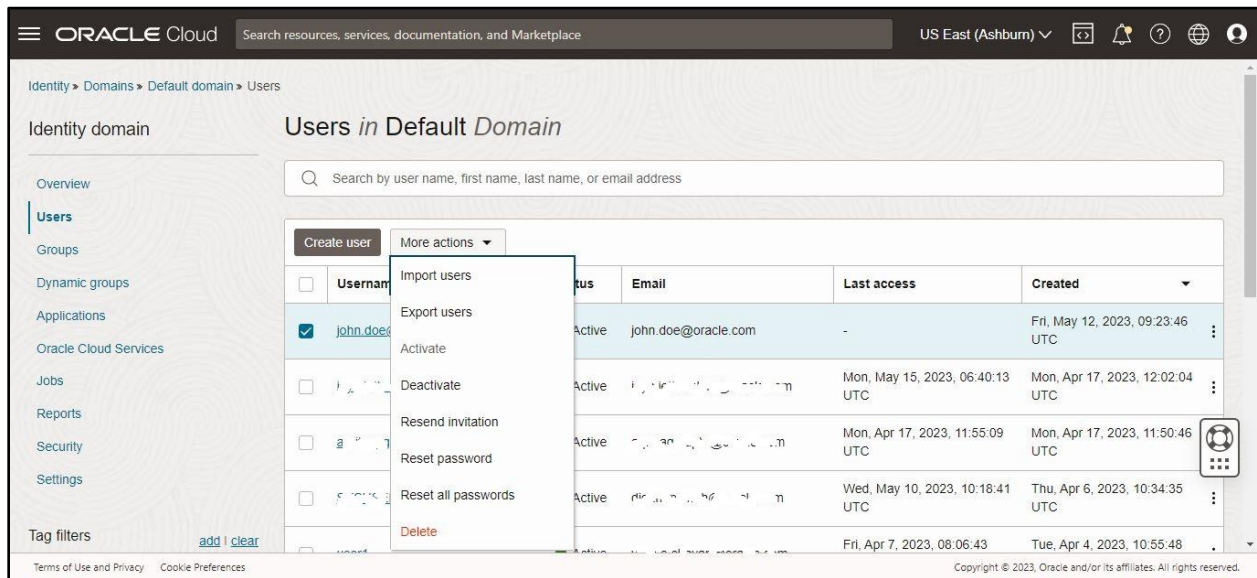 ORACLE Cloud
Search resources, services, documentation, and Marketplace
US East (Ashburn)
Identity » Domains » Default domain » Users
Identity domain
Overview
Users
Groups
Dynamic groups
Applications
Oracle Cloud Services
Jobs
Reports
Security
Settings
Tag filters
add | clear
Users in Default Domain
Search by user name, first name, last name, or email address
Create user
More actions
Import users
Export users
Activate
Deactivate
Resend invitation
Reset password
Reset all passwords
Delete
Email Last access Created
Active john.doe@oracle.com - Fri, May 12, 2023, 09:23:46
UTC
Active Mon, May 15, 2023, 06:40:13 Mon, Apr 17, 2023, 12:02:04
UTC UTC
Active Mon, Apr 17, 2023, 11:55:09 Mon, Apr 17, 2023, 11:50:46
UTC UTC
Active Wed, May 10, 2023, 10:18:41 Thu, Apr 6, 2023, 10:34:35
UTC UTC
Fri, Apr 7, 2023, 08:06:43 Tue, Apr 4, 2023, 10:55:48
Terms of Use and Privacy Cookie Preferences
Copyright © 2023, Oracle and/or its affiliates. All rights reserved.